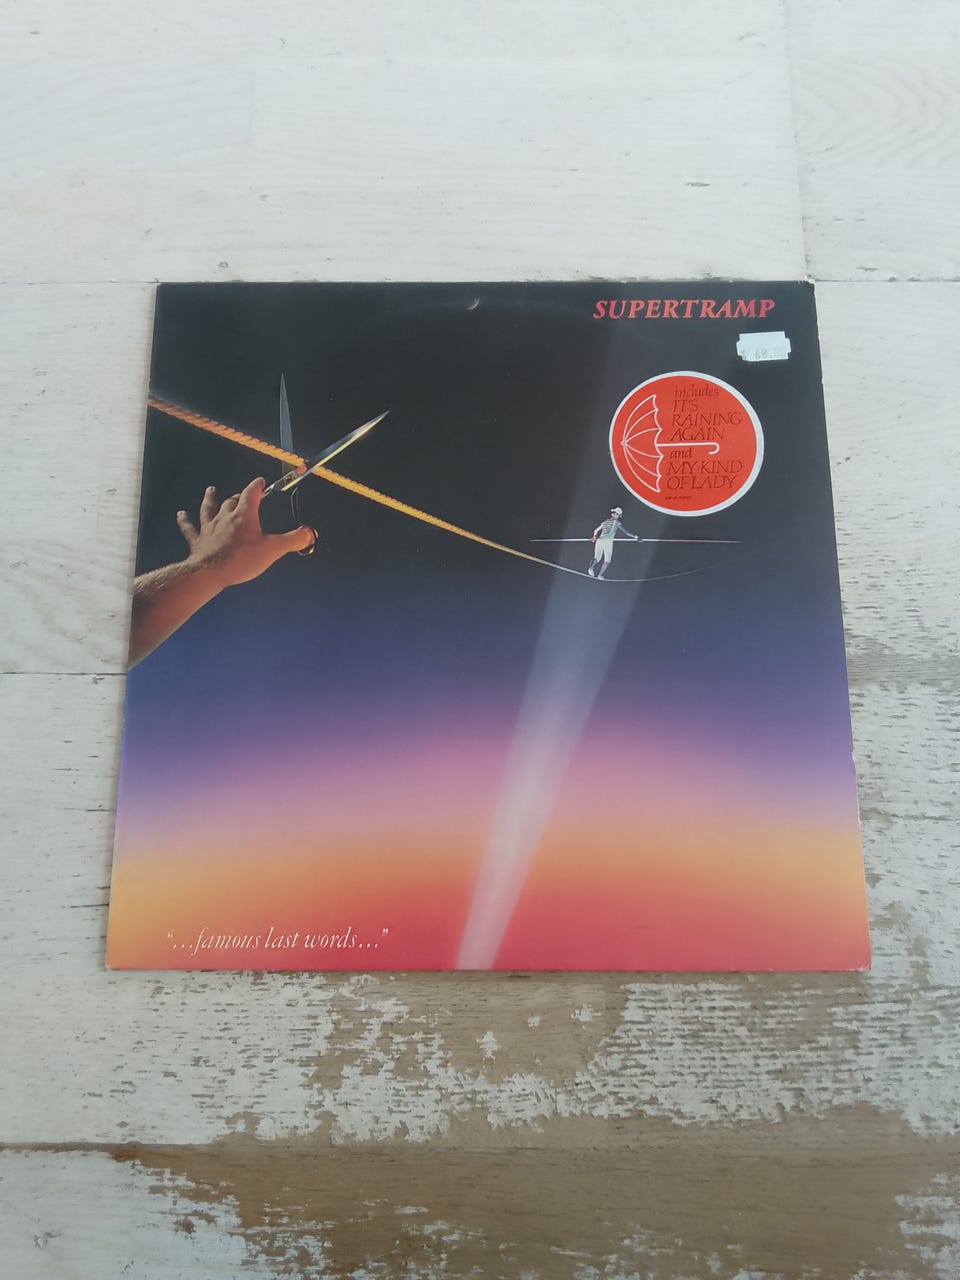 SUPERTRAMP
includes
IT'S
RAINING
AGAIN
and
MY KIND
OF LADY
"...famous last words..."